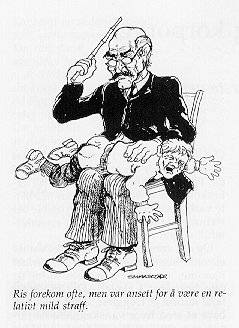 Ris forekom ofte, men var ansett for å være en re-
lativt mild straff.